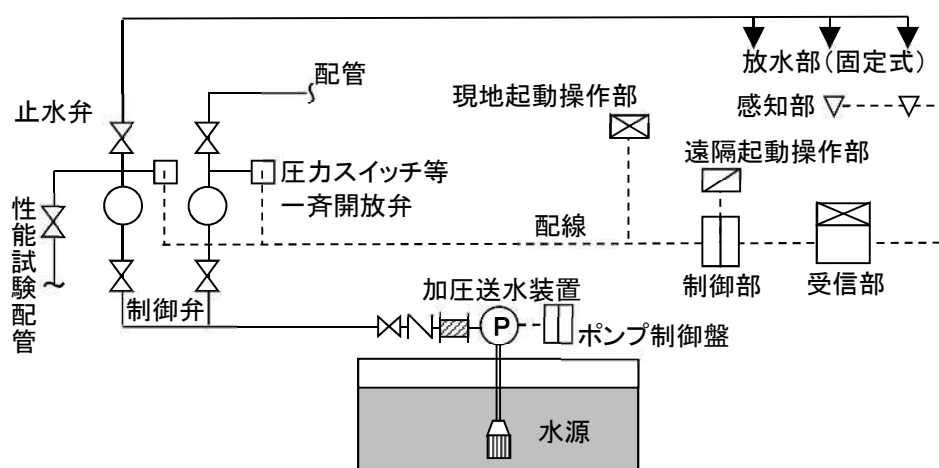 配管
放水部(固定式)
止水弁
現地起動操作部
感知部
遠隔起動操作部
圧力スイッチ等
一斉開放弁
性能試験配管
配線
制御部
受信部
制御弁
加圧送水装置
P
ポンプ制御盤
水源